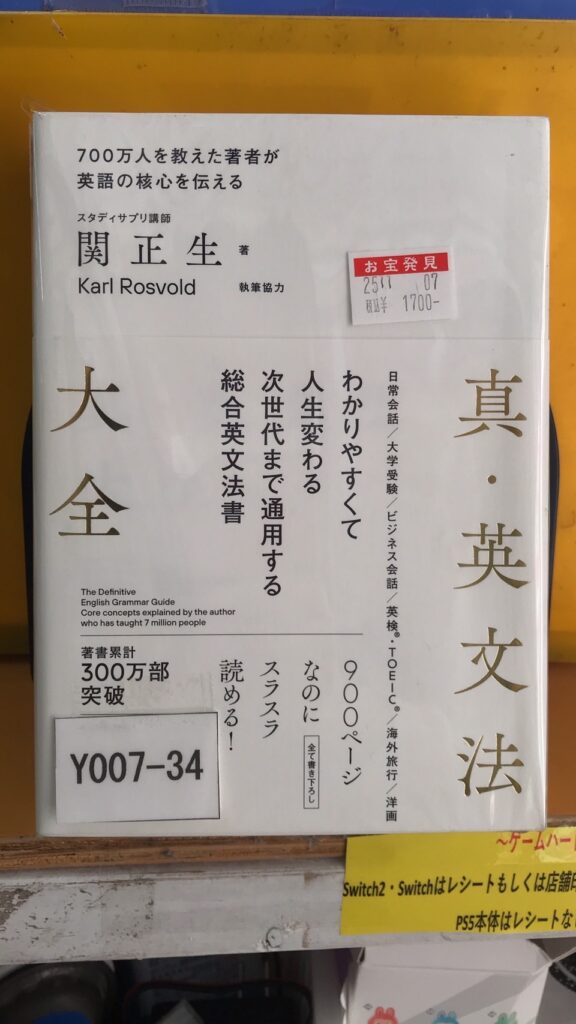 700万人を教えた著者が
英語の核心を伝える
スタディサプリ講師
関 正生 著
Karl Rosvold 執筆協力
お宝発見
25 11 07
税込¥ 1700-
真・英文法
大全
日常会話/大学受験/ビジネス会話/英検®・TOEIC®/海外旅行/洋画
わかりやすくて
人生変わる
次世代まで通用する
総合英文法書
The Definitive
English Grammar Guide
Core concepts explained by the author
who has taught 7 million people
著書累計
300万部
突破
900ページ
なのに
全て書き下ろし
スラスラ
読める!
Y007-34
~ゲームハー
Switch2・Switchはレシートもしくは店舗
PS5本体はレシートな